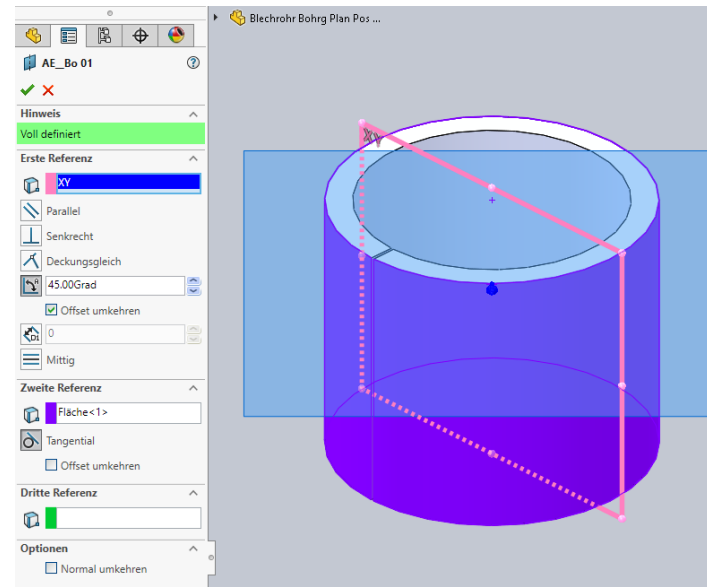 Blechrohr Bohrg Plan Pos ...
AE_Bo 01
Hinweis
Voll definiert
Erste Referenz
XY
Parallel
Senkrecht
Deckungsgleich
45.00Grad
Offset umkehren
0
Mittig
Zweite Referenz
Fläche<1>
Tangential
Offset umkehren
Dritte Referenz
Optionen
Normal umkehren
XY